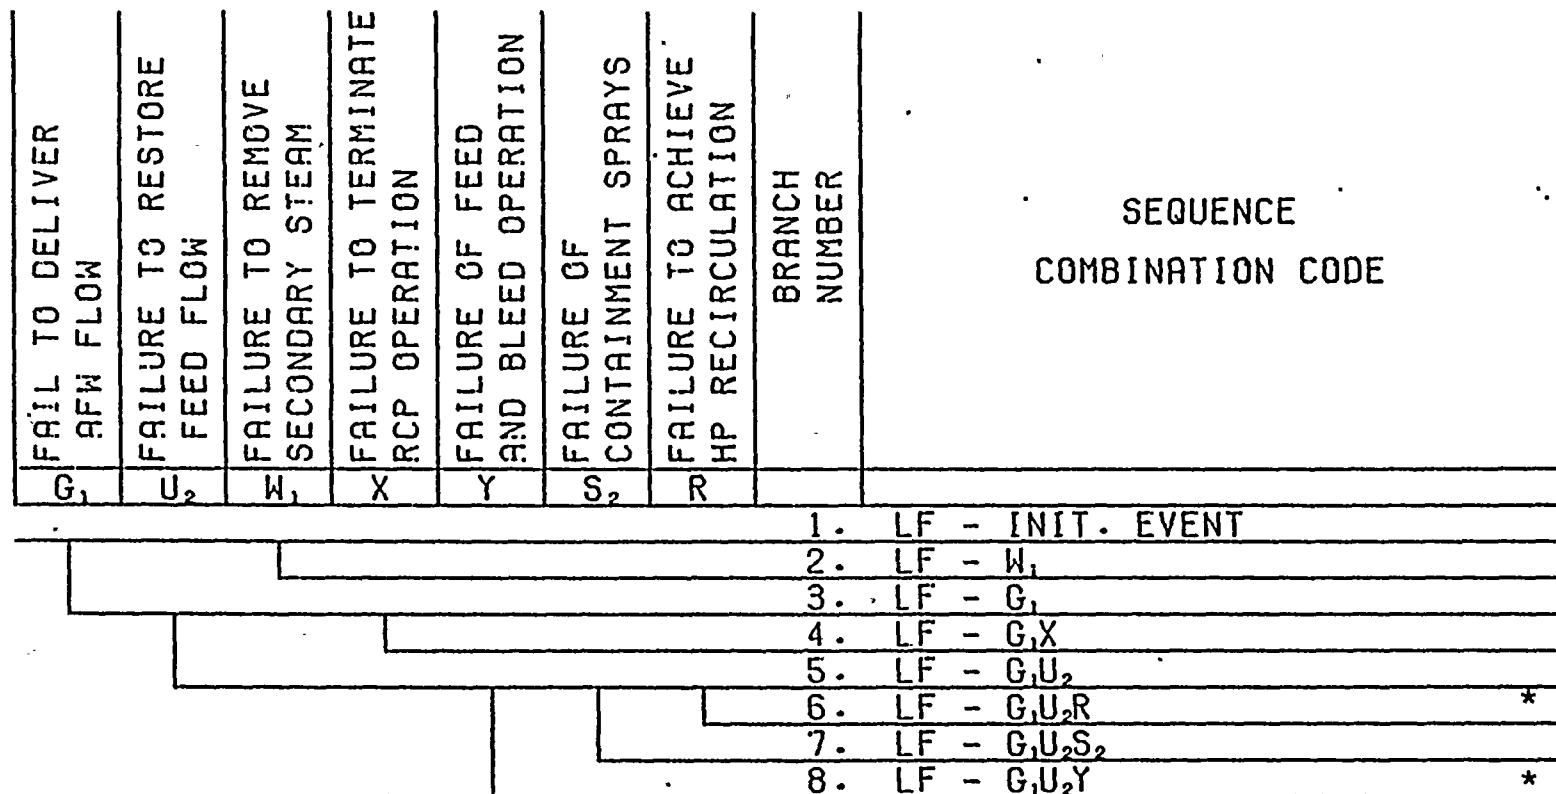 FAIL TO DELIVER
AFW FLOW
FAILURE TO RESTORE
FEED FLOW
FAILURE TO REMOVE
SECONDARY STEAM
FAILURE TO TERMINATE
RCP OPERATION
FAILURE OF FEED
AND BLEED OPERATION
FAILURE OF
CONTAINMENT SPRAYS
FAILURE TO ACHIEVE
HP RECIRCULATION
BRANCH
NUMBER
SEQUENCE
COMBINATION CODE
G₁ U₂ W₁ X Y S₂ R
1. LF - INIT. EVENT
2. LF - W₁
3. LF - G₁
4. LF - G₁X
5. LF - G₁U₂
6. LF - G₁U₂R *
7. LF - G₁U₂S₂
8. LF - G₁U₂Y *